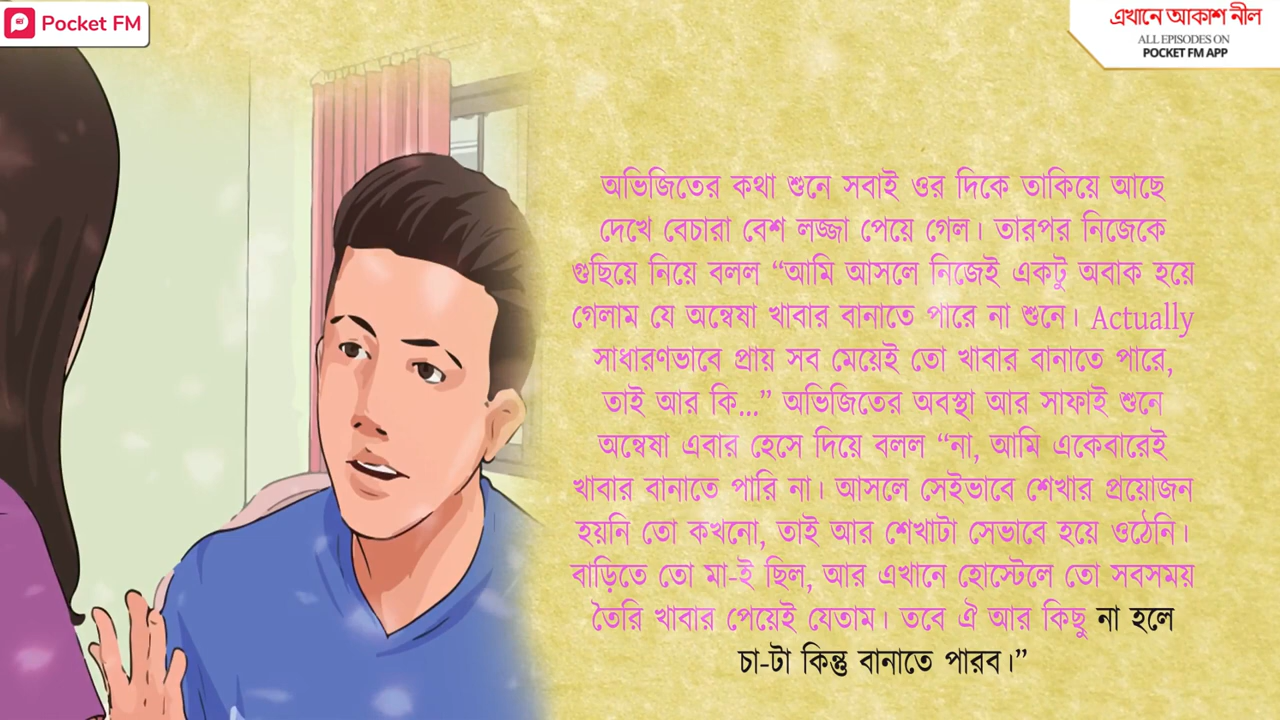 Pocket FM
এখানে আকাশ নীল
ALL EPISODES ON
POCKET FM APP
অভিজিতের কথা শুনে সবাই ওর দিকে তাকিয়ে আছে
দেখে বেচারা বেশ লজ্জা পেয়ে গেল। তারপর নিজেকে
গুছিয়ে নিয়ে বলল “আমি আসলে নিজেই একটু অবাক হয়ে
গেলাম যে অন্বেষা খাবার বানাতে পারে না শুনে। Actually
সাধারণভাবে প্রায় সব মেয়েই তো খাবার বানাতে পারে,
তাই আর কি...” অভিজিতের অবস্থা আর সাফাই শুনে
অন্বেষা এবার হেসে দিয়ে বলল “না, আমি একেবারেই
খাবার বানাতে পারি না। আসলে সেইভাবে শেখার প্রয়োজন
হয়নি তো কখনো, তাই আর শেখাটা সেভাবে হয়ে ওঠেনি।
বাড়িতে তো মা-ই ছিল, আর এখানে হোস্টেলে তো সবসময়
তৈরি খাবার পেয়েই যেতাম। তবে ঐ আর কিছু না হলে
চা-টা কিন্তু বানাতে পারব।”